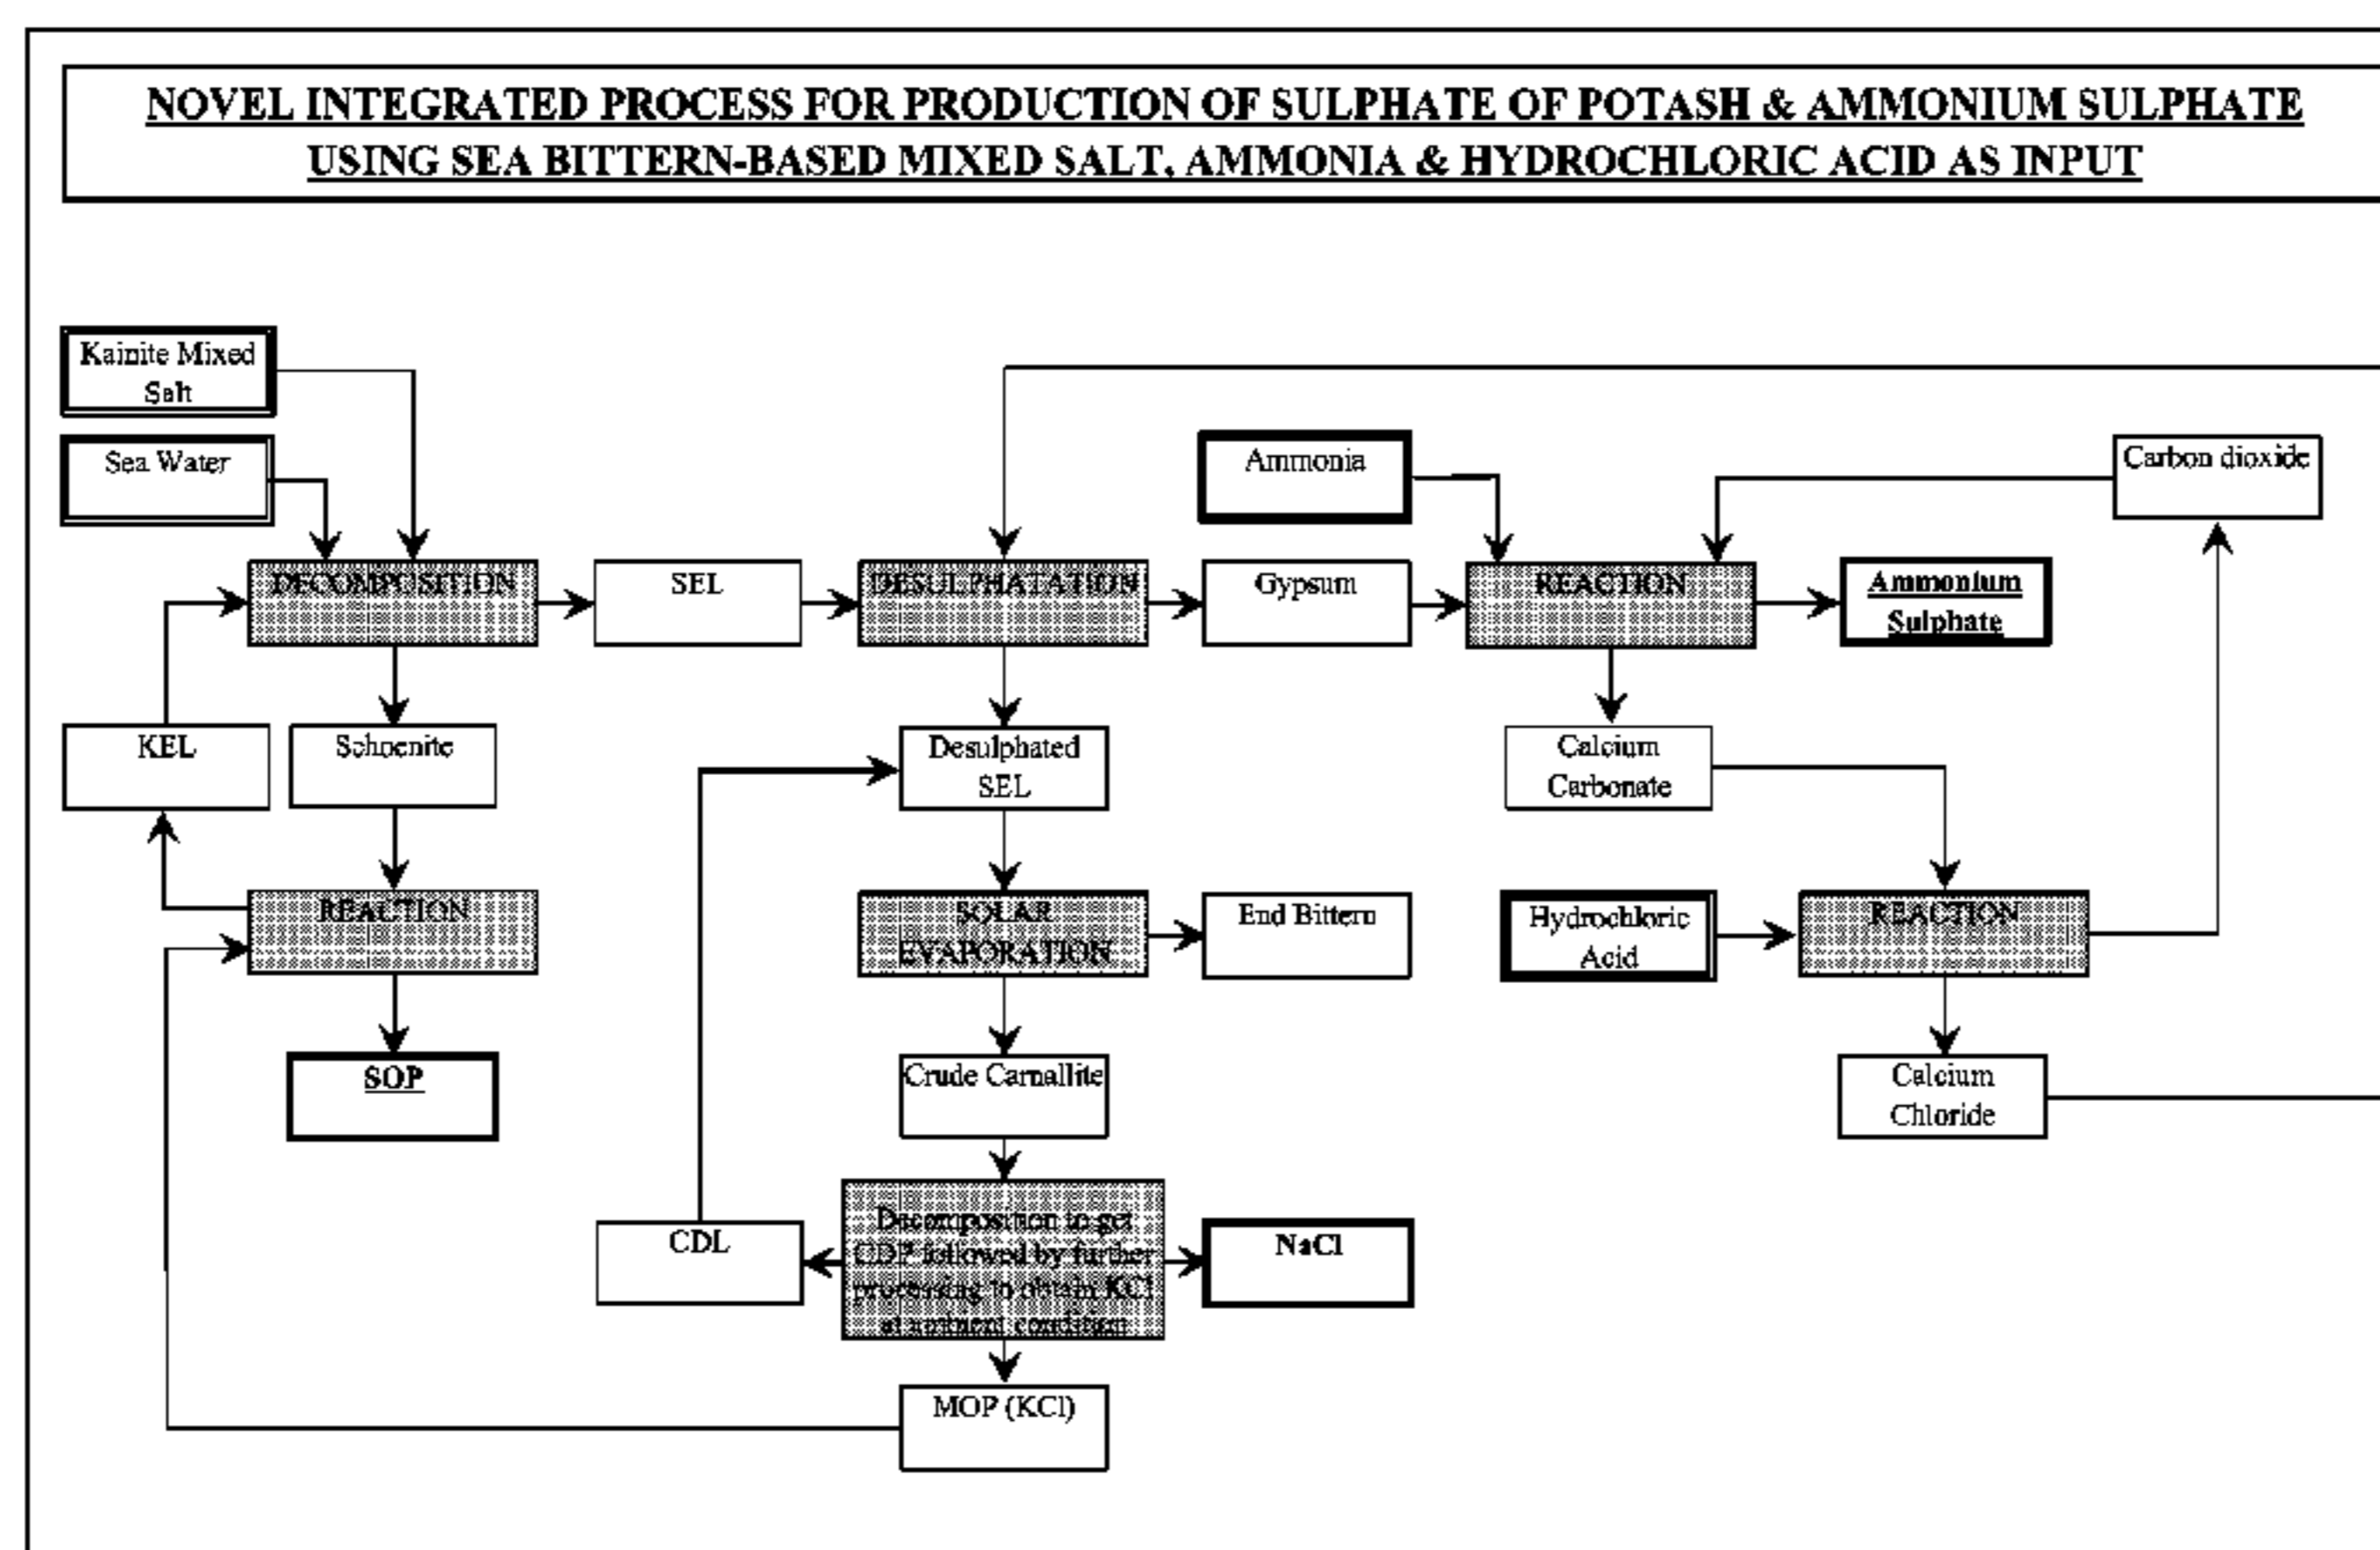 NOVEL INTEGRATED PROCESS FOR PRODUCTION OF SULPHATE OF POTASH & AMMONIUM SULPHATE
USING SEA BITTERN-BASED MIXED SALT, AMMONIA & HYDROCHLORIC ACID AS INPUT
Kainite Mixed
Salt
Sea Water
Ammonia
Carbon dioxide
DECOMPOSITION
SEL
DESULPHATATION
Gypsum
REACTION
Ammonium
Sulphate
KEL
Schoenite
Desulphated
SEL
Calcium
Carbonate
REACTION
SOLAR
EVAPORATION
End Bittern
Hydrochloric
Acid
REACTION
SOP
Crude Carnallite
Calcium
Chloride
CDL
Decomposition to get
CDP followed by further
processing to obtain KCl
at ambient condition
NaCl
MOP (KCl)